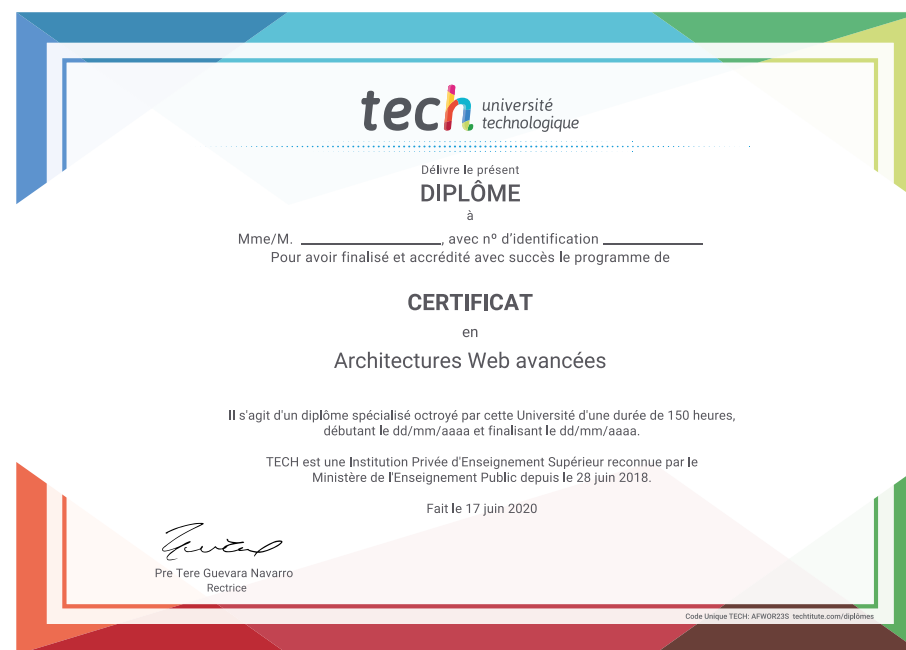 tech université
technologique
Délivre le présent
DIPLÔME
à
Mme/M. ____________, avec nº d'identification ____________
Pour avoir finalisé et accrédité avec succès le programme de
CERTIFICAT
en
Architectures Web avancées
Il s'agit d'un diplôme spécialisé octroyé par cette Université d'une durée de 150 heures,
débutant le dd/mm/aaaa et finalisant le dd/mm/aaaa.
TECH est une Institution Privée d'Enseignement Supérieur reconnue par le
Ministère de l'Enseignement Public depuis le 28 juin 2018.
Fait le 17 juin 2020
Pre Tere Guevara Navarro
Rectrice
Code Unique TECH: AFWOR23S techtitute.com/diplômes